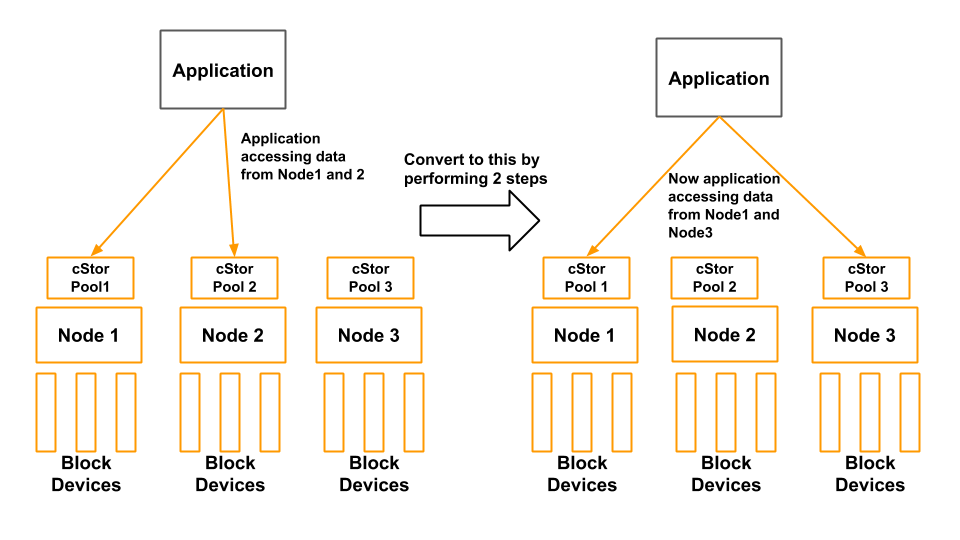 Application
Application
accessing data
from Node1 and 2
cStor
Pool1
cStor
Pool 2
cStor
Pool 3
Node 1
Node 2
Node 3
Block
Devices
Block
Devices
Block
Devices
Convert to this by
performing 2 steps
Application
Now application
accessing data
from Node1 and
Node3
cStor
Pool 1
cStor
Pool 2
cStor
Pool 3
Node 1
Node 2
Node 3
Block
Devices
Block
Devices
Block
Devices